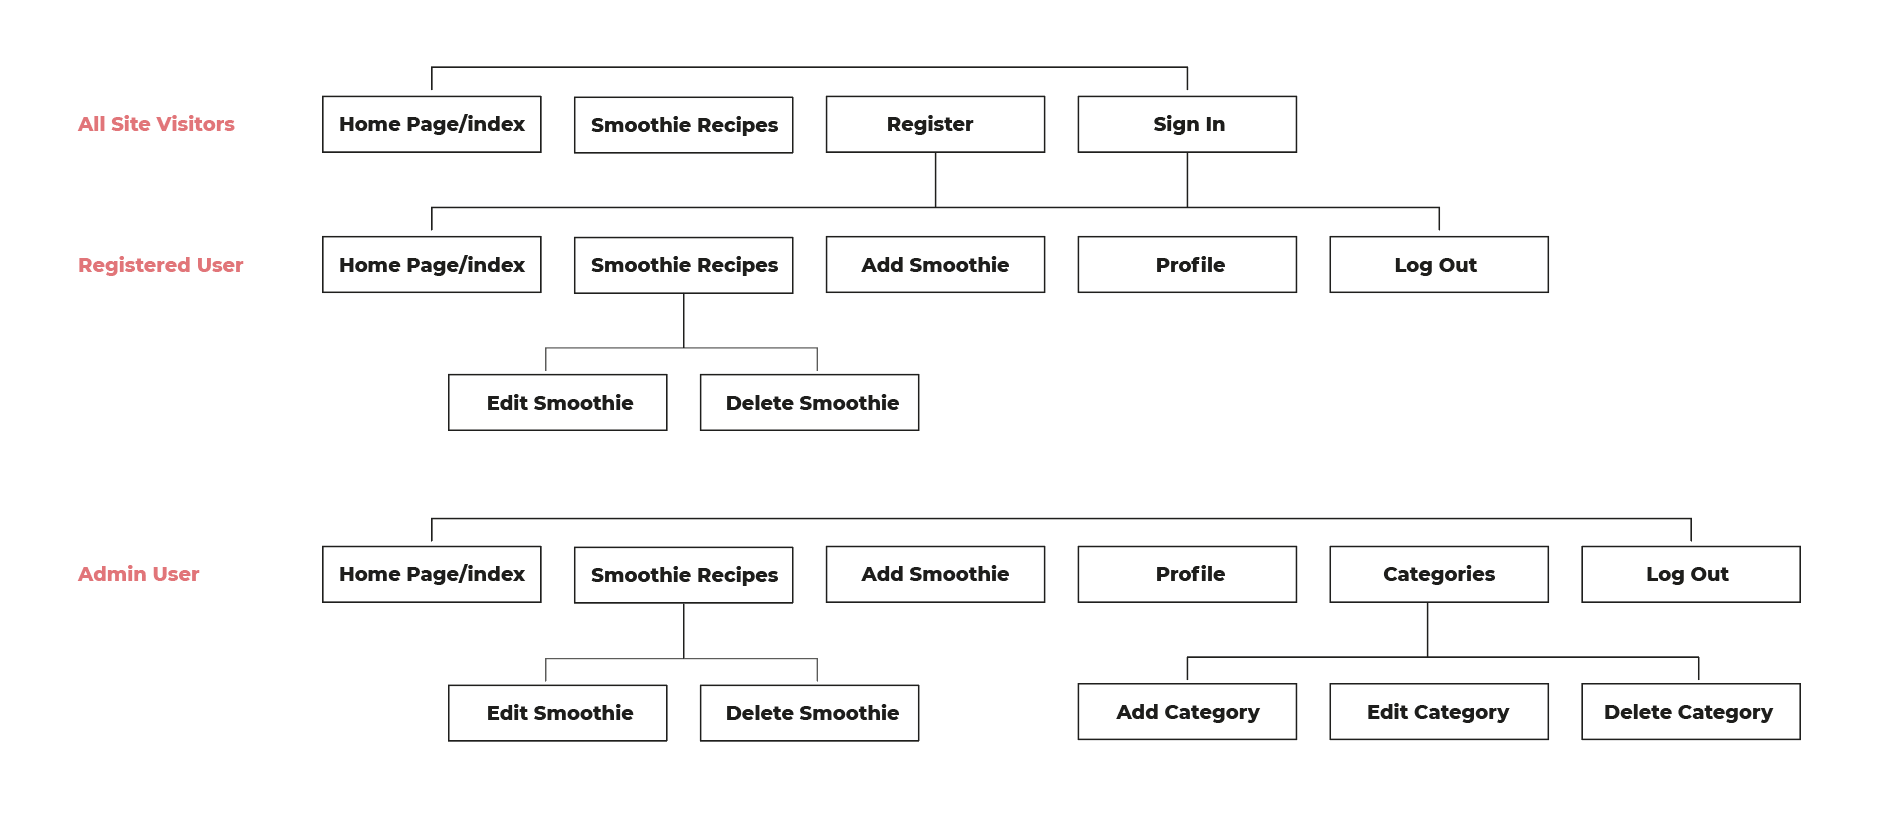 All Site Visitors
Home Page/index
Smoothie Recipes
Register
Sign In
Registered User
Home Page/index
Smoothie Recipes
Add Smoothie
Profile
Log Out
Edit Smoothie
Delete Smoothie
Admin User
Home Page/index
Smoothie Recipes
Add Smoothie
Profile
Categories
Log Out
Edit Smoothie
Delete Smoothie
Add Category
Edit Category
Delete Category